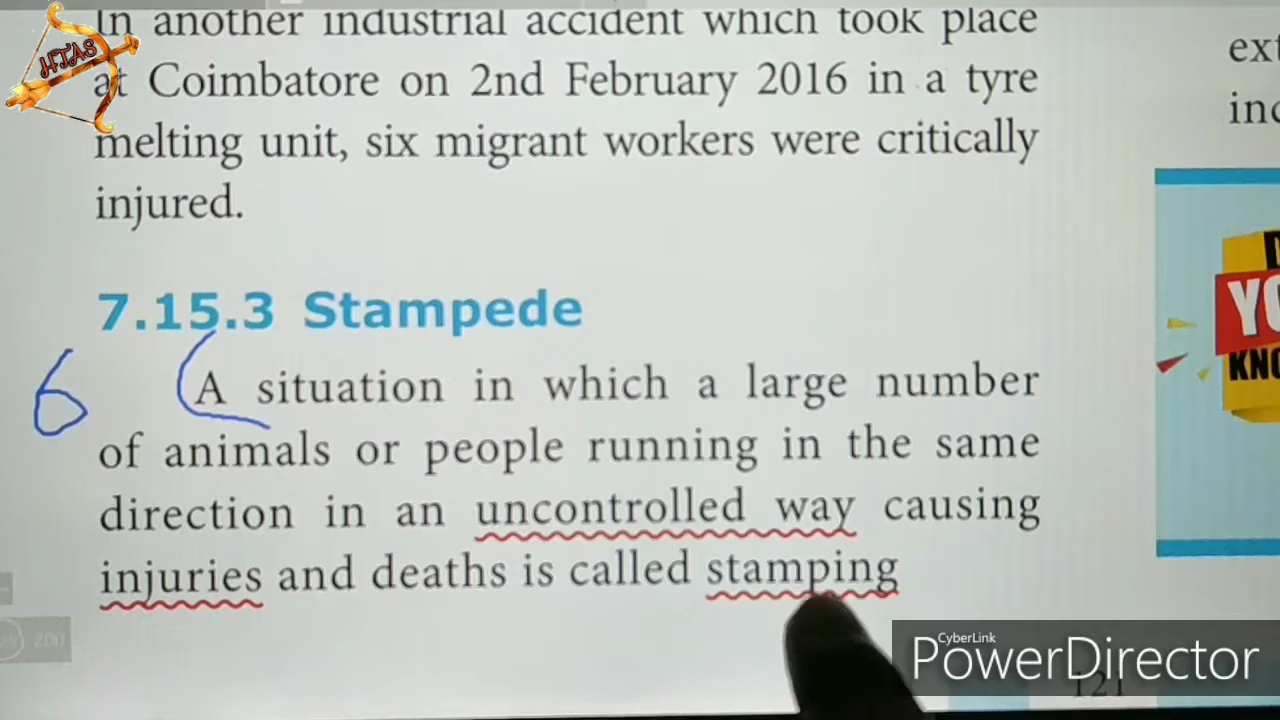 HTAS
In another industrial accident which took place
at Coimbatore on 2nd February 2016 in a tyre
melting unit, six migrant workers were critically
injured.
7.15.3 Stampede
6
A situation in which a large number
of animals or people running in the same
direction in an uncontrolled way causing
injuries and deaths is called stamping
121
CyberLink
PowerDirector